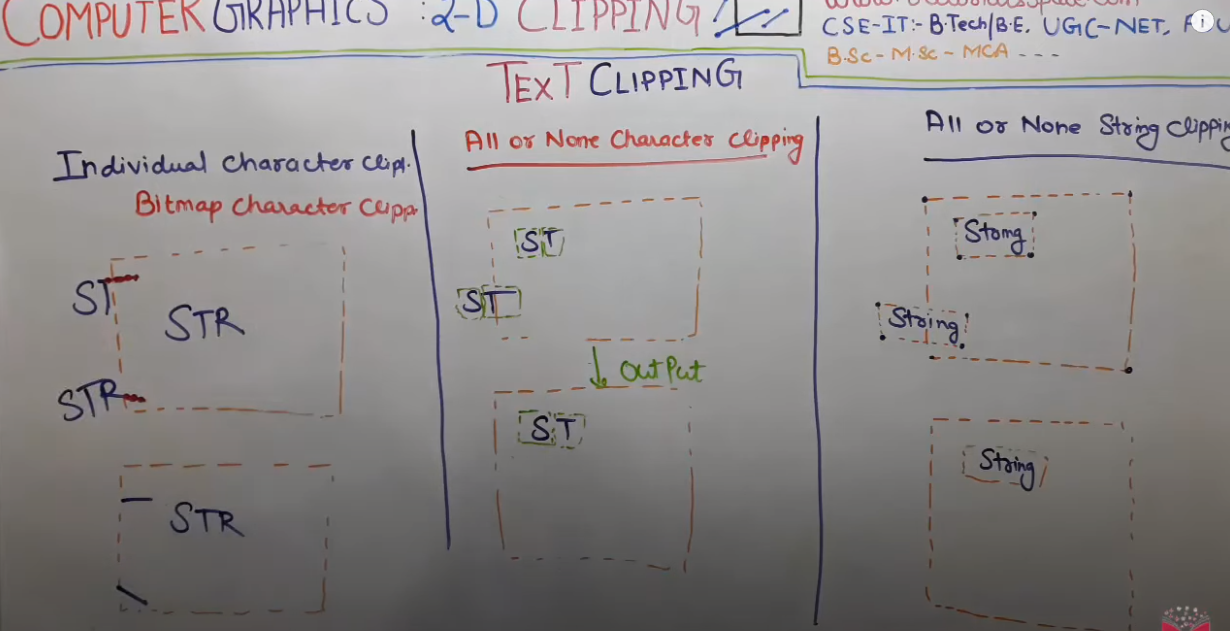 COMPUTER GRAPHICS : 2-D CLIPPING
CSE-IT:- B.Tech/B.E, UGC-NET,
B.Sc - M.Sc - MCA ---
TEXT CLIPPING
Individual character Clip
Bitmap character Clipp
ST
STR
STR
STR
All or None Character Clipping
ST
ST
OutPut
ST
All or None String Clipping
String
String
String